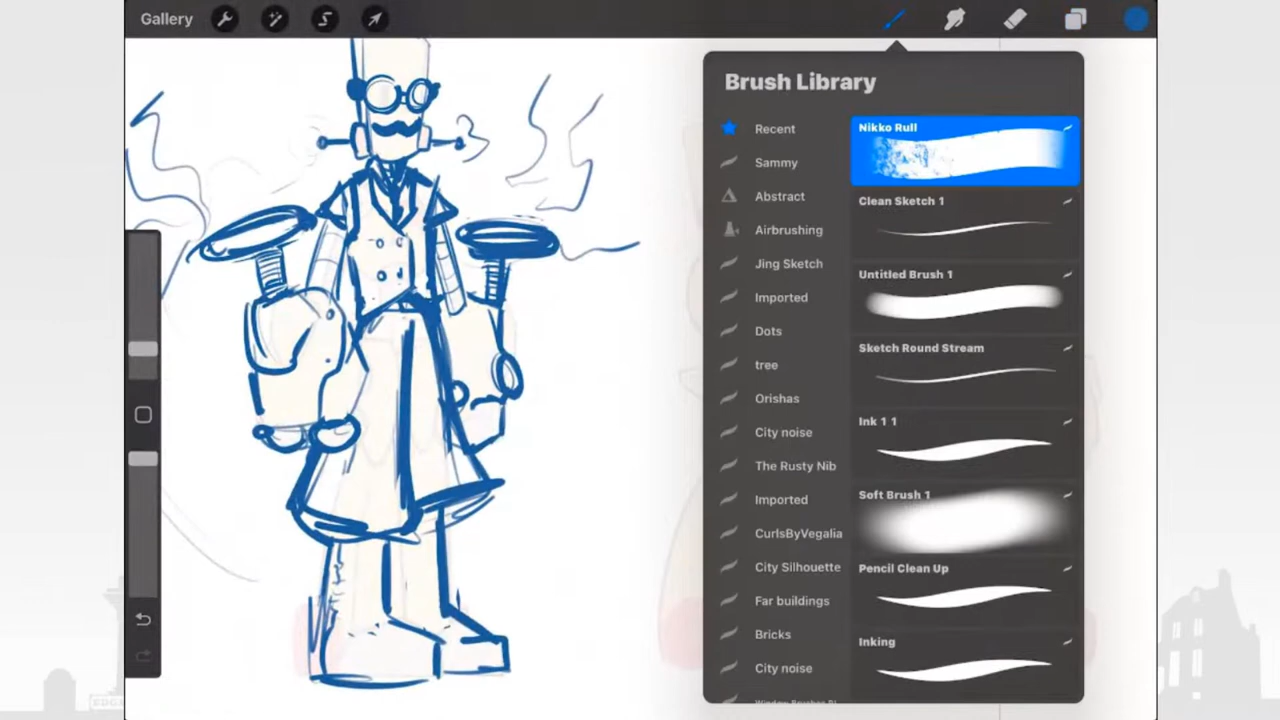 Gallery
Brush Library
Recent
Sammy
Abstract
Airbrushing
Jing Sketch
Imported
Dots
tree
Orishas
City noise
The Rusty Nib
Imported
CurlsByVegalia
City Silhouette
Far buildings
Bricks
City noise
Nikko Rull
Clean Sketch 1
Untitled Brush 1
Sketch Round Stream
Ink 1 1
Soft Brush 1
Pencil Clean Up
Inking